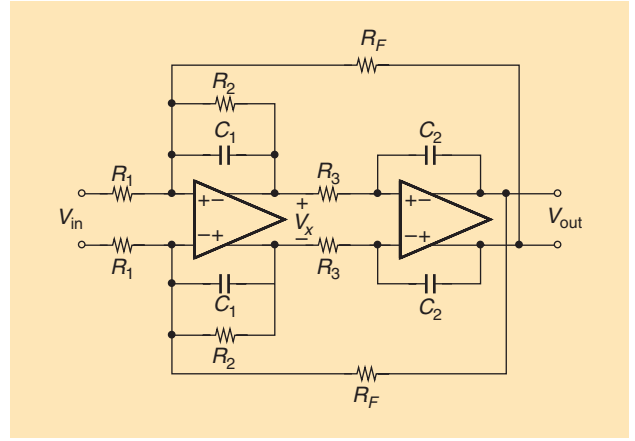 R_F
R_2
C_1
C_2
R_1
R_3
+− +−
V_in
+
V_x
−
V_out
−+ −+
R_1
R_3
C_1
C_2
R_2
R_F